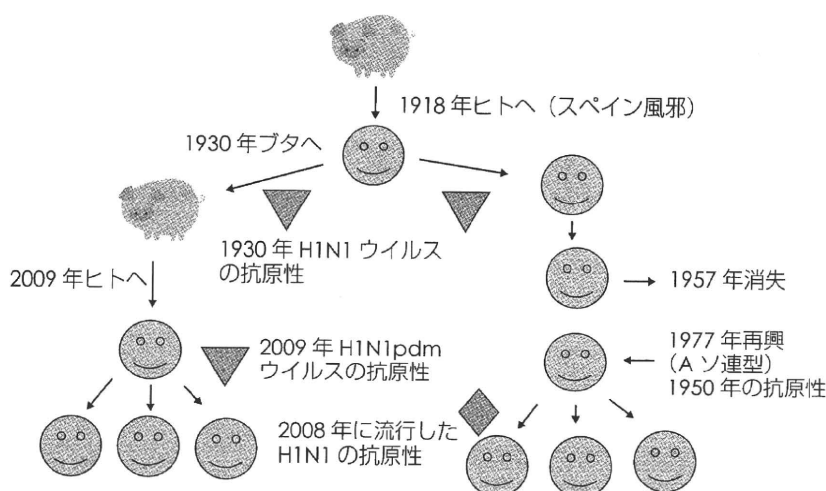 1918 年ヒトへ（スペイン風邪）
1930 年ブタへ
1930 年 H1N1 ウイルス
の抗原性
2009 年ヒトへ
1957 年消失
2009 年 H1N1pdm
ウイルスの抗原性
1977 年再興
（A ソ連型）
1950 年の抗原性
2008 年に流行した
H1N1 の抗原性